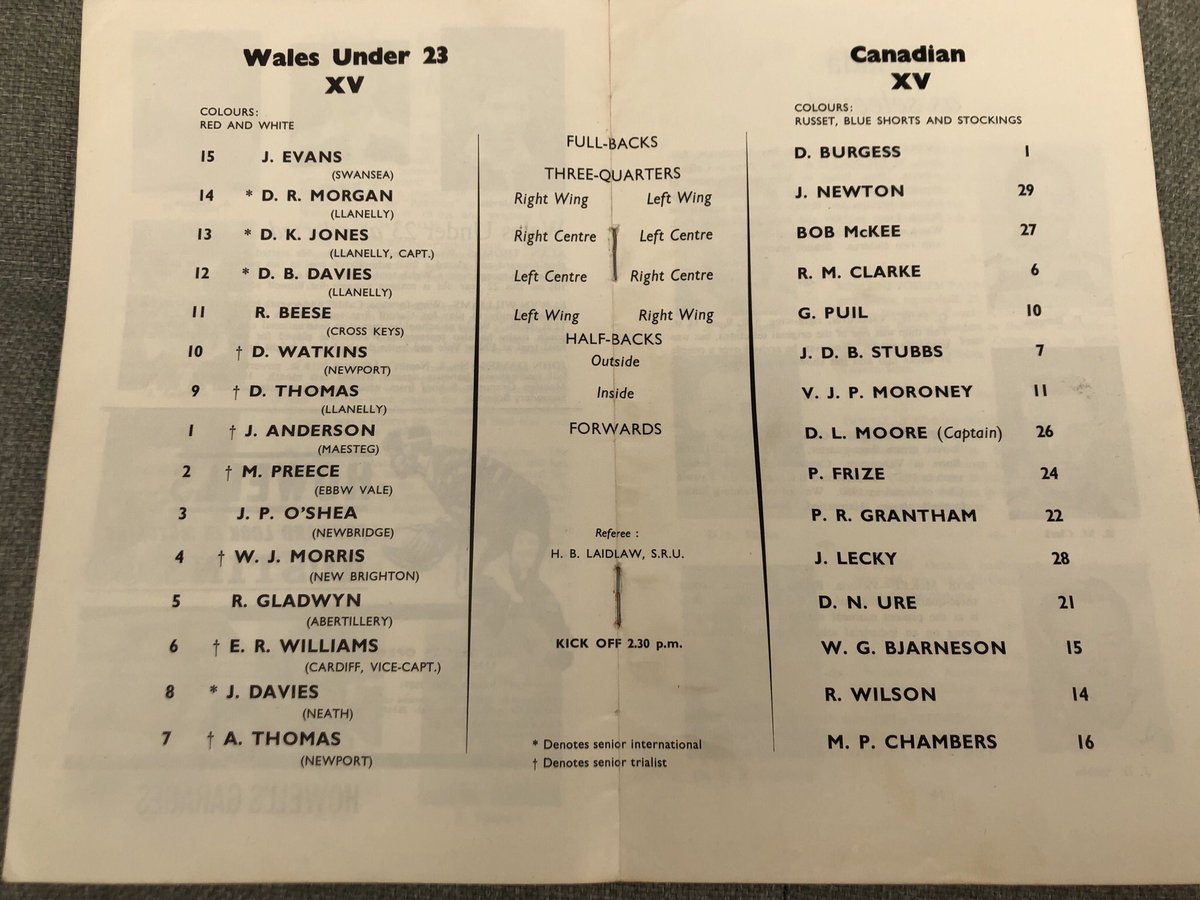 Wales Under 23
XV
COLOURS:
RED AND WHITE
15 J. EVANS
(SWANSEA)
14 * D. R. MORGAN
(LLANELLY)
13 * D. K. JONES
(LLANELLY, CAPT.)
12 * D. B. DAVIES
(LLANELLY)
11 R. BEESE
(CROSS KEYS)
10 † D. WATKINS
(NEWPORT)
9 † D. THOMAS
(LLANELLY)
1 † J. ANDERSON
(MAESTEG)
2 † M. PREECE
(EBBW VALE)
3 J. P. O'SHEA
(NEWBRIDGE)
4 † W. J. MORRIS
(NEW BRIGHTON)
5 R. GLADWYN
(ABERTILLERY)
6 † E. R. WILLIAMS
(CARDIFF, VICE-CAPT.)
8 * J. DAVIES
(NEATH)
7 † A. THOMAS
(NEWPORT)
FULL-BACKS
THREE-QUARTERS
Right Wing Left Wing
Right Centre Left Centre
Left Centre Right Centre
Left Wing Right Wing
HALF-BACKS
Outside
Inside
FORWARDS
Referee :
H. B. LAIDLAW, S.R.U.
KICK OFF 2.30 p.m.
* Denotes senior international
† Denotes senior trialist
Canadian
XV
COLOURS:
RUSSET, BLUE SHORTS AND STOCKINGS
D. BURGESS 1
J. NEWTON 29
BOB McKEE 27
R. M. CLARKE 6
G. PUIL 10
J. D. B. STUBBS 7
V. J. P. MORONEY 11
D. L. MOORE (Captain) 26
P. FRIZE 24
P. R. GRANTHAM 22
J. LECKY 28
D. N. URE 21
W. G. BJARNESON 15
R. WILSON 14
M. P. CHAMBERS 16
HOWELL'S GARAGES